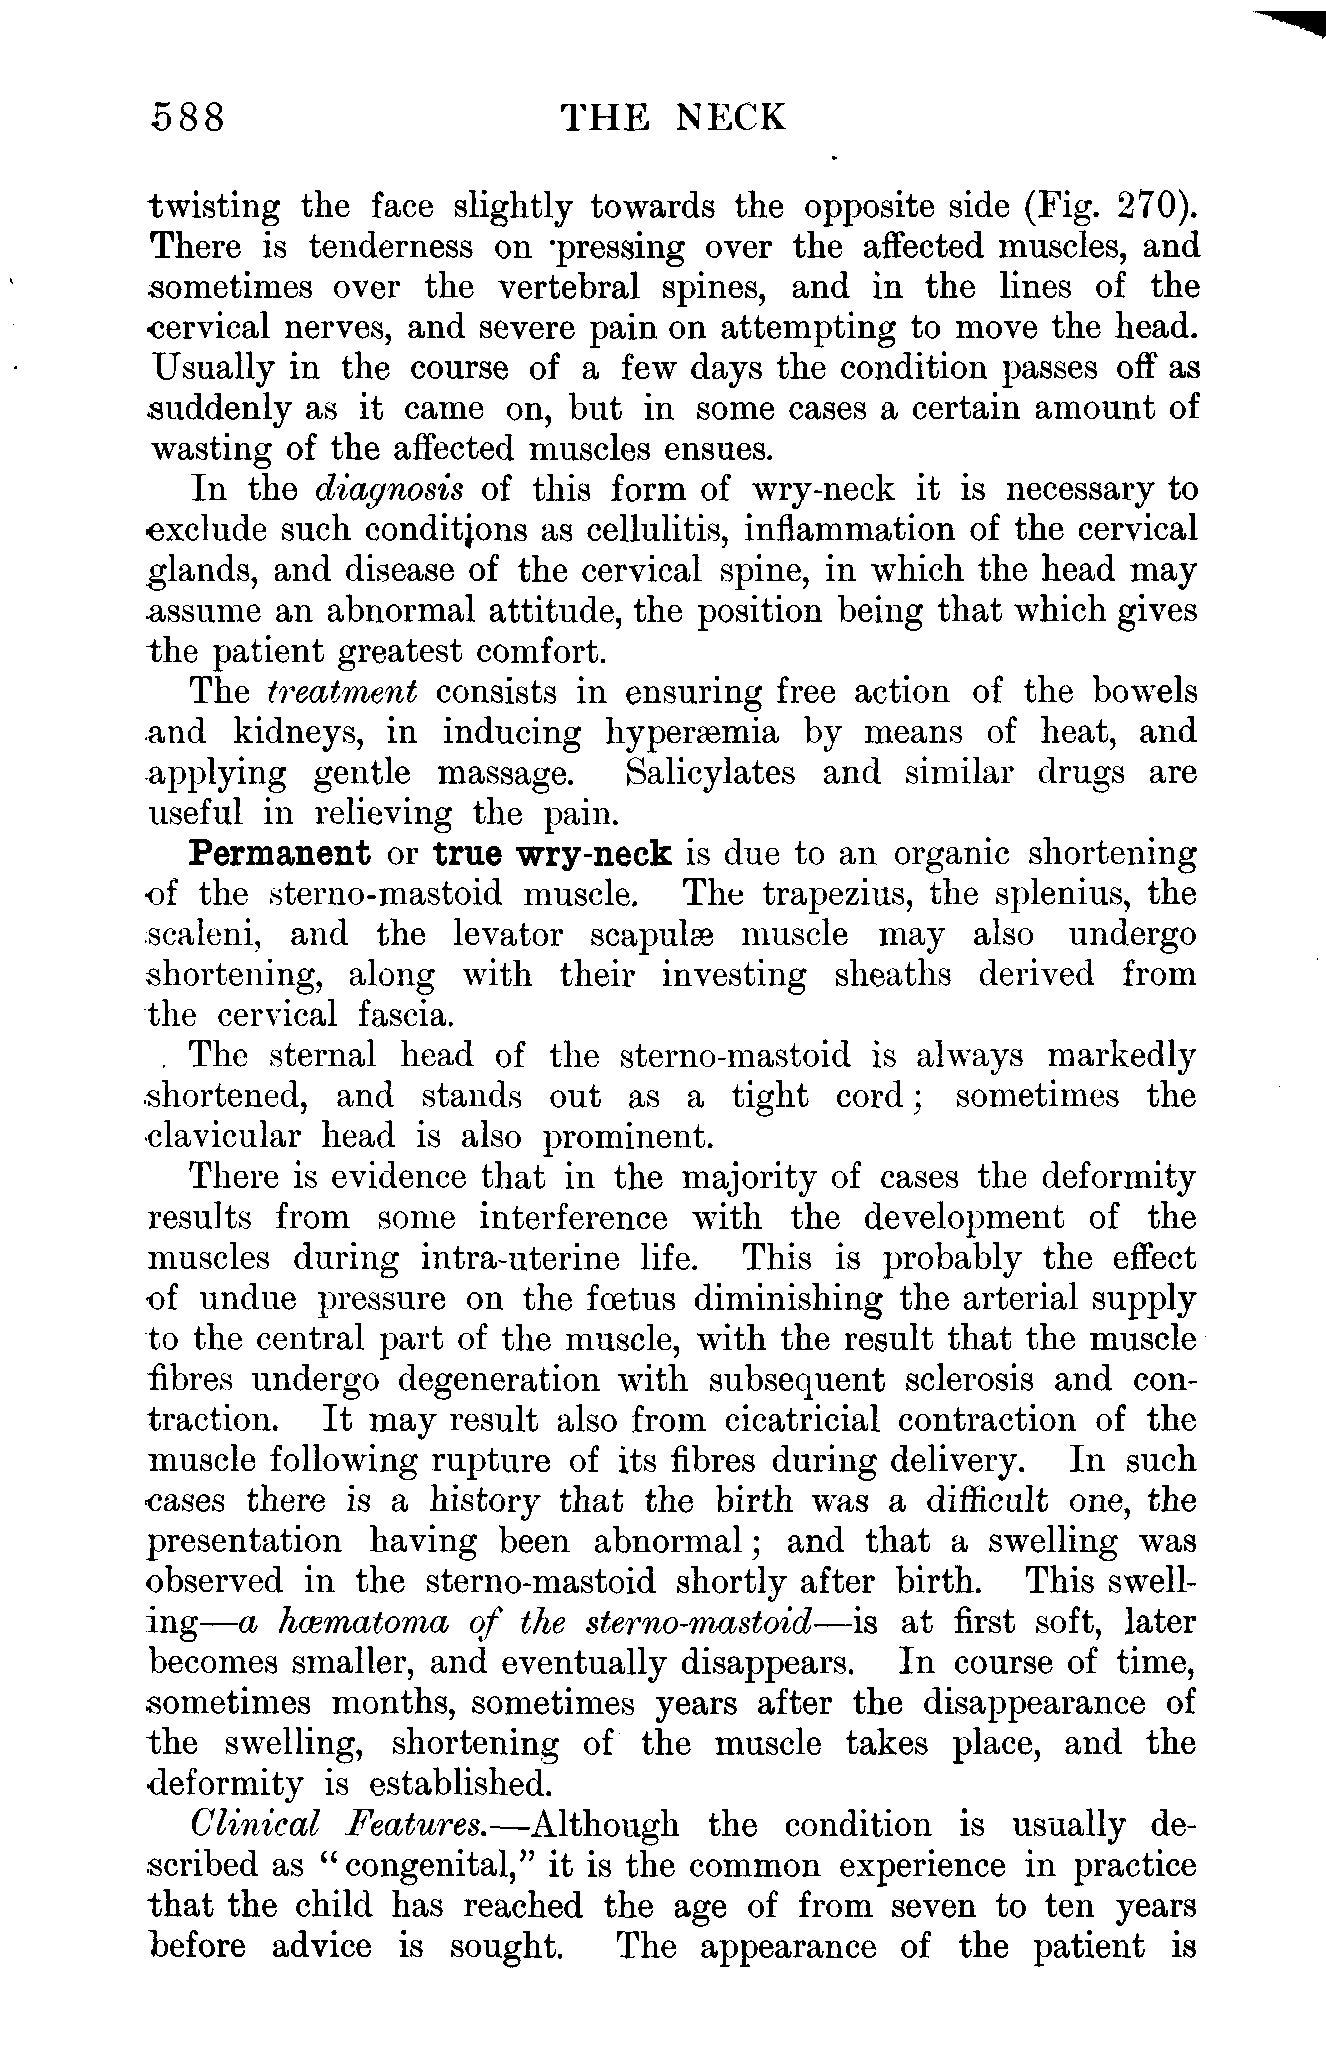 588 THE NECK
twisting the face slightly towards the opposite side (Fig. 270).
There is tenderness on pressing over the affected muscles, and
sometimes over the vertebral spines, and in the lines of the
cervical nerves, and severe pain on attempting to move the head.
Usually in the course of a few days the condition passes off as
suddenly as it came on, but in some cases a certain amount of
wasting of the affected muscles ensues.
In the diagnosis of this form of wry-neck it is necessary to
exclude such conditions as cellulitis, inflammation of the cervical
glands, and disease of the cervical spine, in which the head may
assume an abnormal attitude, the position being that which gives
the patient greatest comfort.
The treatment consists in ensuring free action of the bowels
and kidneys, in inducing hyperæmia by means of heat, and
applying gentle massage. Salicylates and similar drugs are
useful in relieving the pain.
Permanent or true wry-neck is due to an organic shortening
of the sterno-mastoid muscle. The trapezius, the splenius, the
scaleni, and the levator scapulæ muscle may also undergo
shortening, along with their investing sheaths derived from
the cervical fascia.
The sternal head of the sterno-mastoid is always markedly
shortened, and stands out as a tight cord; sometimes the
clavicular head is also prominent.
There is evidence that in the majority of cases the deformity
results from some interference with the development of the
muscles during intra-uterine life. This is probably the effect
of undue pressure on the fœtus diminishing the arterial supply
to the central part of the muscle, with the result that the muscle
fibres undergo degeneration with subsequent sclerosis and con-
traction. It may result also from cicatricial contraction of the
muscle following rupture of its fibres during delivery. In such
cases there is a history that the birth was a difficult one, the
presentation having been abnormal; and that a swelling was
observed in the sterno-mastoid shortly after birth. This swell-
ing—a hæmatoma of the sterno-mastoid—is at first soft, later
becomes smaller, and eventually disappears. In course of time,
sometimes months, sometimes years after the disappearance of
the swelling, shortening of the muscle takes place, and the
deformity is established.
Clinical Features.—Although the condition is usually de-
scribed as "congenital," it is the common experience in practice
that the child has reached the age of from seven to ten years
before advice is sought. The appearance of the patient is